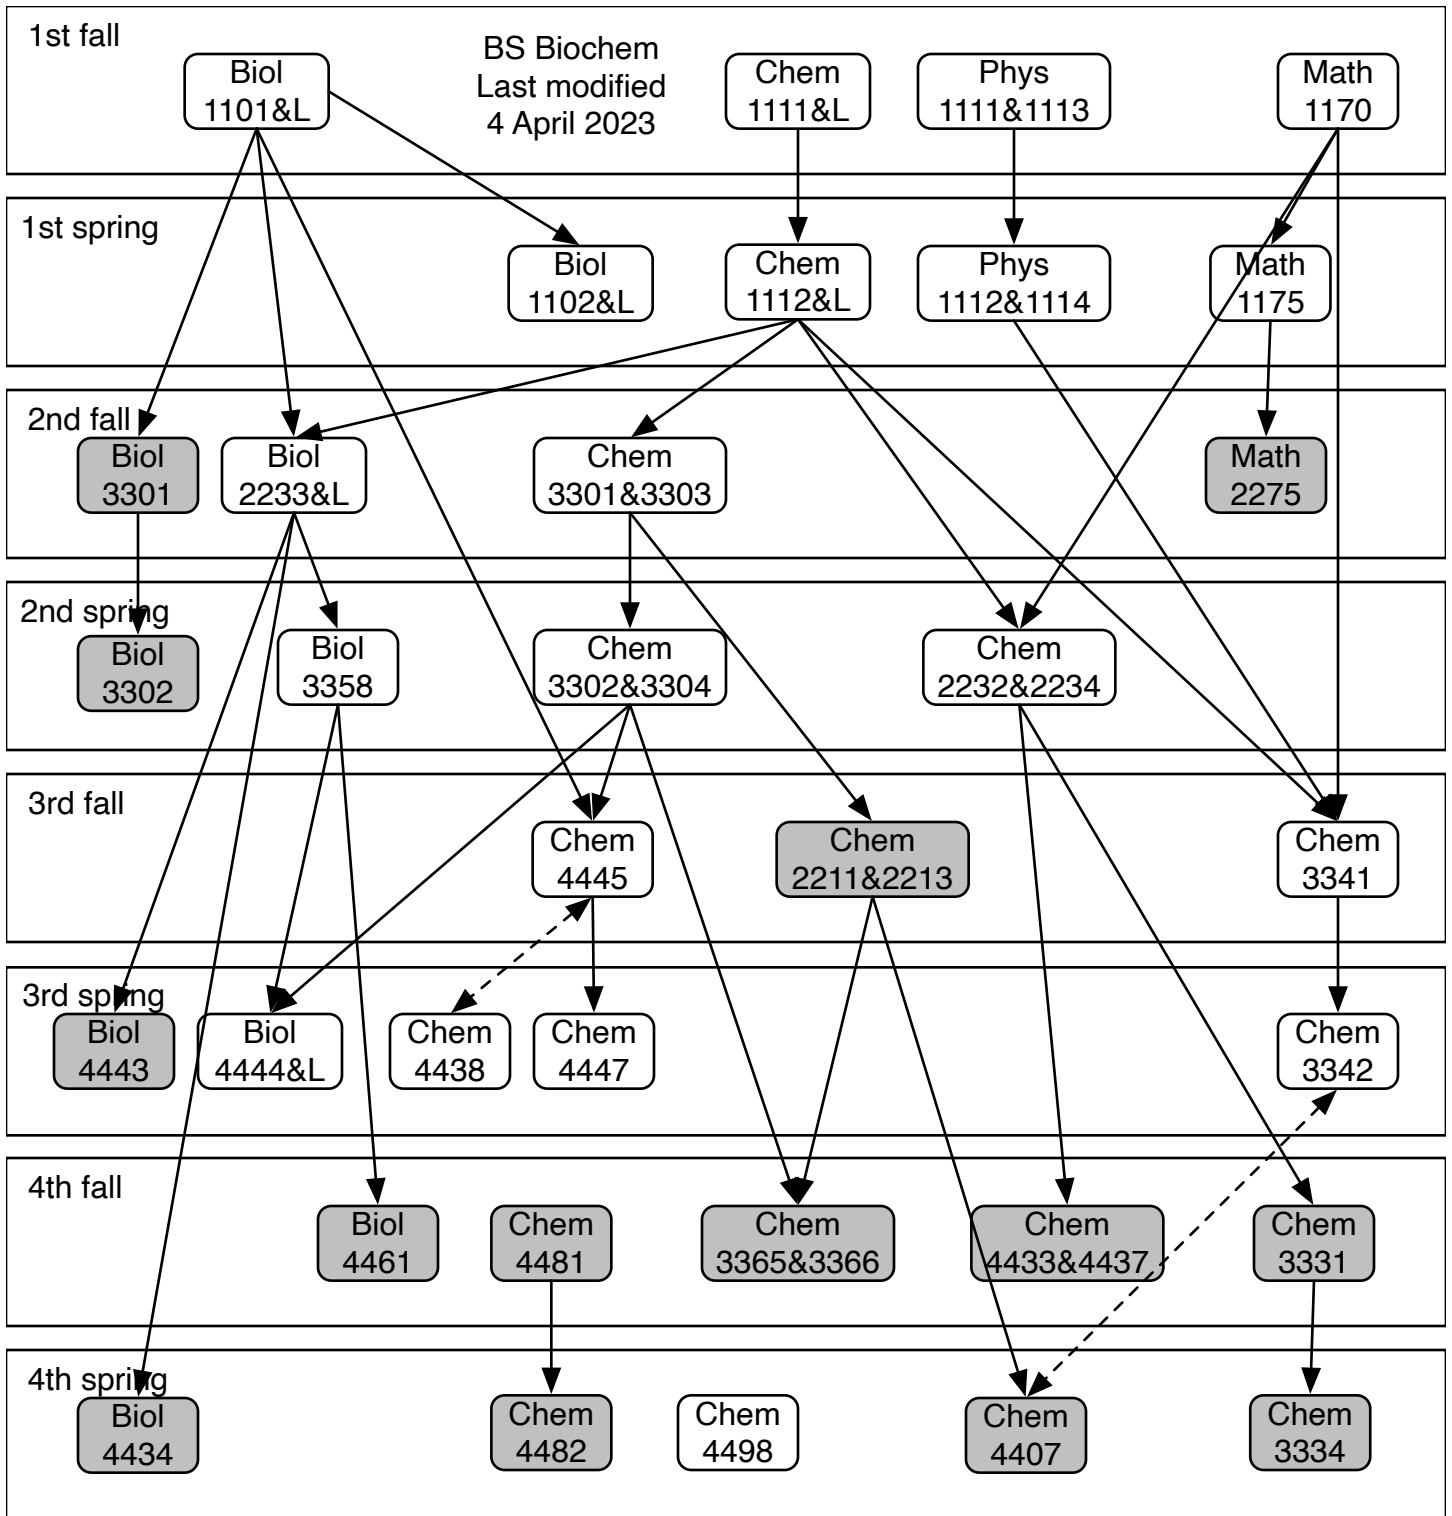 1st fall
BS Biochem
Last modified
4 April 2023
Biol
1101&L
Chem
1111&L
Phys
1111&1113
Math
1170
1st spring
Biol
1102&L
Chem
1112&L
Phys
1112&1114
Math
1175
2nd fall
Biol
3301
Biol
2233&L
Chem
3301&3303
Math
2275
2nd spring
Biol
3302
Biol
3358
Chem
3302&3304
Chem
2232&2234
3rd fall
Chem
4445
Chem
2211&2213
Chem
3341
3rd spring
Biol
4443
Biol
4444&L
Chem
4438
Chem
4447
Chem
3342
4th fall
Biol
4461
Chem
4481
Chem
3365&3366
Chem
4433&4437
Chem
3331
4th spring
Biol
4434
Chem
4482
Chem
4498
Chem
4407
Chem
3334